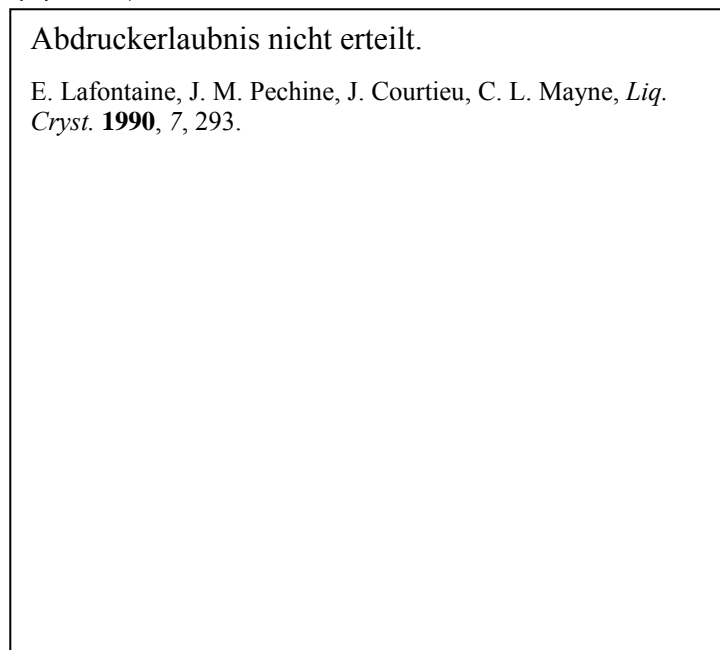 Abdruckerlaubnis nicht erteilt.
E. Lafontaine, J. M. Pechine, J. Courtieu, C. L. Mayne, Liq.
Cryst. 1990, 7, 293.